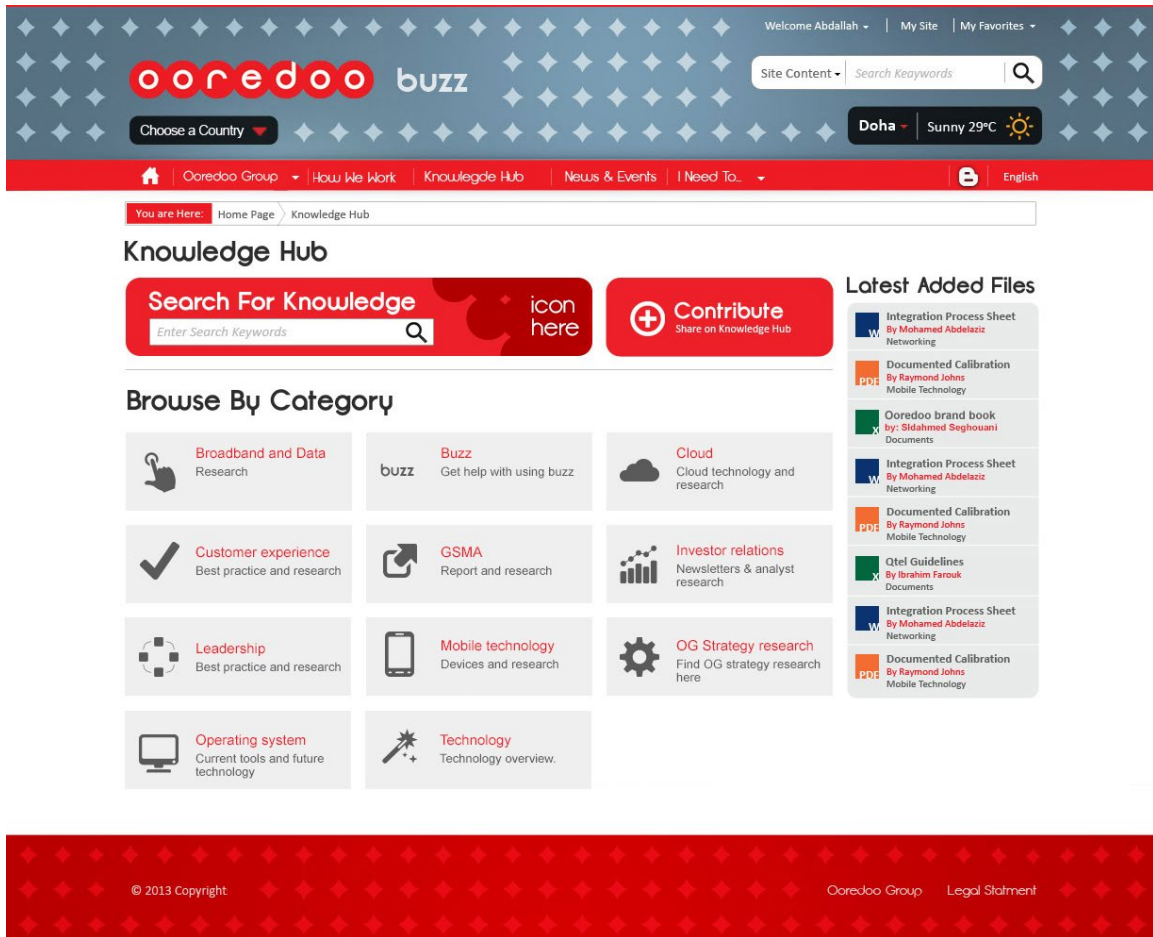 Welcome Abdallah
My Site
My Favorites
ooredoo buzz
Site Content
Search Keaywords
Choose a Country
Doha
Sunny 29ºC
Ooredoo Group
How We Work
Knowlegde Hub
News & Events
I Need To...
English
You are Here:
Home Page
Knowledge Hub
Knowledge Hub
Search For Knowledge
Enter Search Keywords
icon
here
Contribute
Share on Knowledge Hub
Browse By Category
Broadband and Data
Research
buzz
Buzz
Get help with using buzz
Cloud
Cloud technology and
research
Customer experience
Best practice and research
GSMA
Report and research
Investor relations
Newsletters & analyst
research
Leadership
Best practice and research
Mobile technology
Devices and research
OG Strategy research
Find OG strategy research
here
Operating system
Current tools and future
technology
Technology
Technology overview.
Latest Added Files
W
Integration Process Sheet
By Mohamed Abdelaziz
Networking
PDF
Documented Calibration
By Raymond Johns
Mobile Technology
X
Ooredoo brand book
by: SIdahmed Seghouani
Documents
W
Integration Process Sheet
By Mohamed Abdelaziz
Networking
PDF
Documented Calibration
By Raymond Johns
Mobile Technology
X
Qtel Guidelines
By Ibrahim Farouk
Documents
W
Integration Process Sheet
By Mohamed Abdelaziz
Networking
PDF
Documented Calibration
By Raymond Johns
Mobile Technology
© 2013 Copyright
Ooredoo Group
Legal Statment